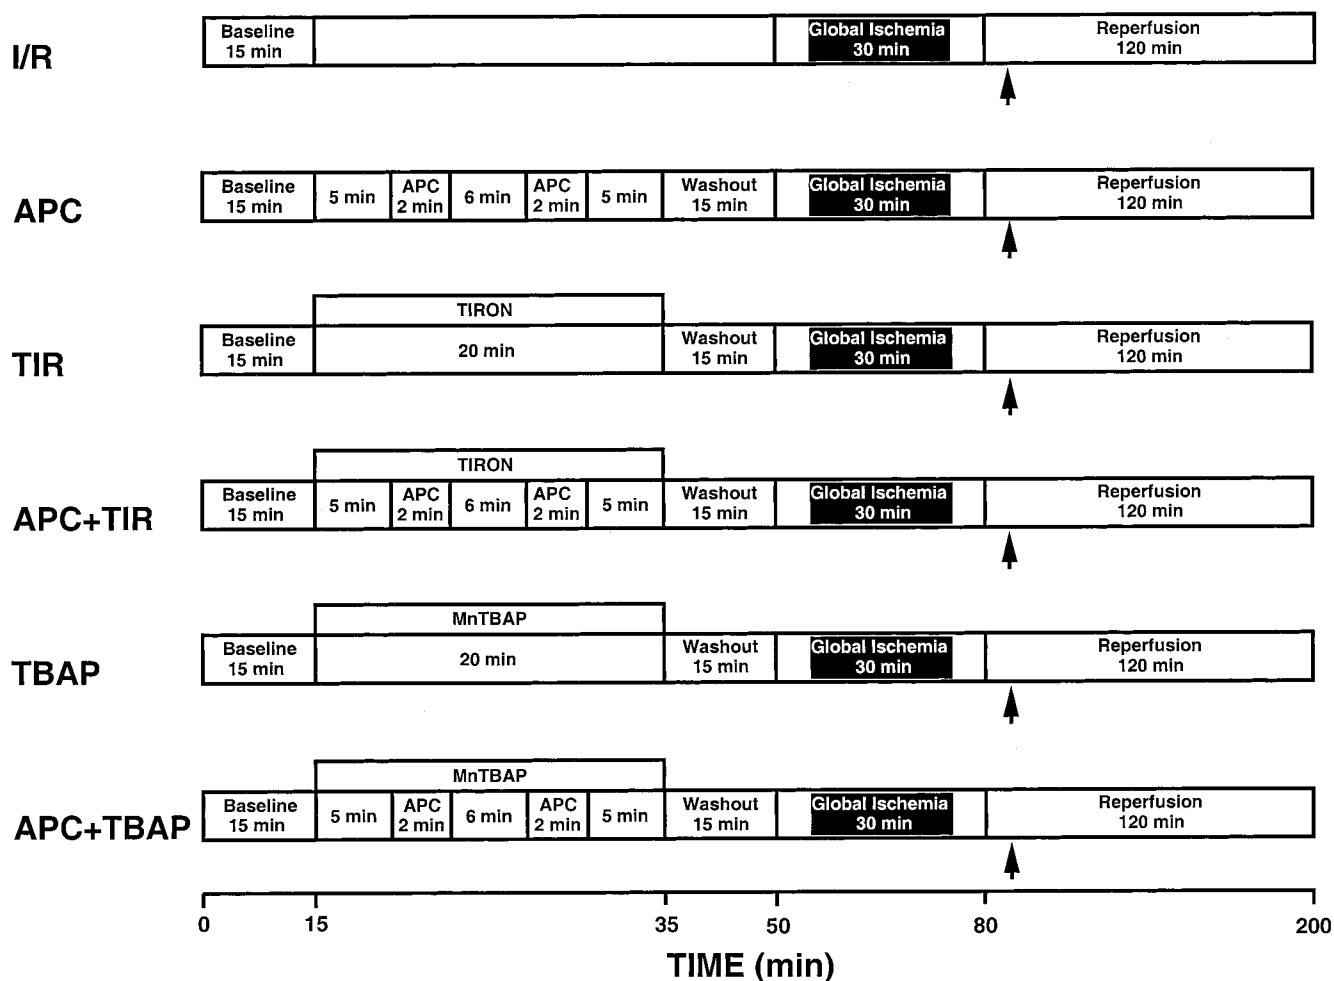 I/R
Baseline
15 min
Global Ischemia
30 min
Reperfusion
120 min
APC
Baseline
15 min
5 min
APC
2 min
6 min
APC
2 min
5 min
Washout
15 min
Global Ischemia
30 min
Reperfusion
120 min
TIR
TIRON
Baseline
15 min
20 min
Washout
15 min
Global Ischemia
30 min
Reperfusion
120 min
APC+TIR
TIRON
Baseline
15 min
5 min
APC
2 min
6 min
APC
2 min
5 min
Washout
15 min
Global Ischemia
30 min
Reperfusion
120 min
TBAP
MnTBAP
Baseline
15 min
20 min
Washout
15 min
Global Ischemia
30 min
Reperfusion
120 min
APC+TBAP
MnTBAP
Baseline
15 min
5 min
APC
2 min
6 min
APC
2 min
5 min
Washout
15 min
Global Ischemia
30 min
Reperfusion
120 min
0 15 35 50 80 200
TIME (min)